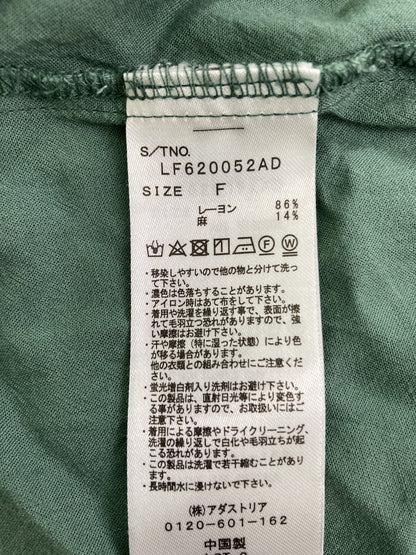 S/TNO.
LF620052AD
SIZE F
レーヨン 86%
麻 14%
・移染しやすいので他の物と分けて洗っ
て下さい。
・濃色は色落ちすることがあります。
・アイロン時はあて布をして下さい。
・着用や洗濯を繰り返す事で、表面が擦
れて毛羽立つ恐れがありますので、強
い摩擦はお避け下さい。
・汗や摩擦（特に湿った状態）により色
が移る場合があります。
他の衣類との組み合わせにご注意くださ
い。
・蛍光増白剤入り洗剤はお避け下さい。
・この製品は、直射日光等により変色す
る事がありますので、お取扱いにはご
注意下さい。
・着用による摩擦やドライクリーニング、
洗濯の繰り返しで白化や毛羽立ちが起
こる恐れがあります。
・この製品は洗濯で若干縮むことがあり
ます。
・長時間水に浸けないで下さい。
(株)アダストリア
0120-601-162
中国製